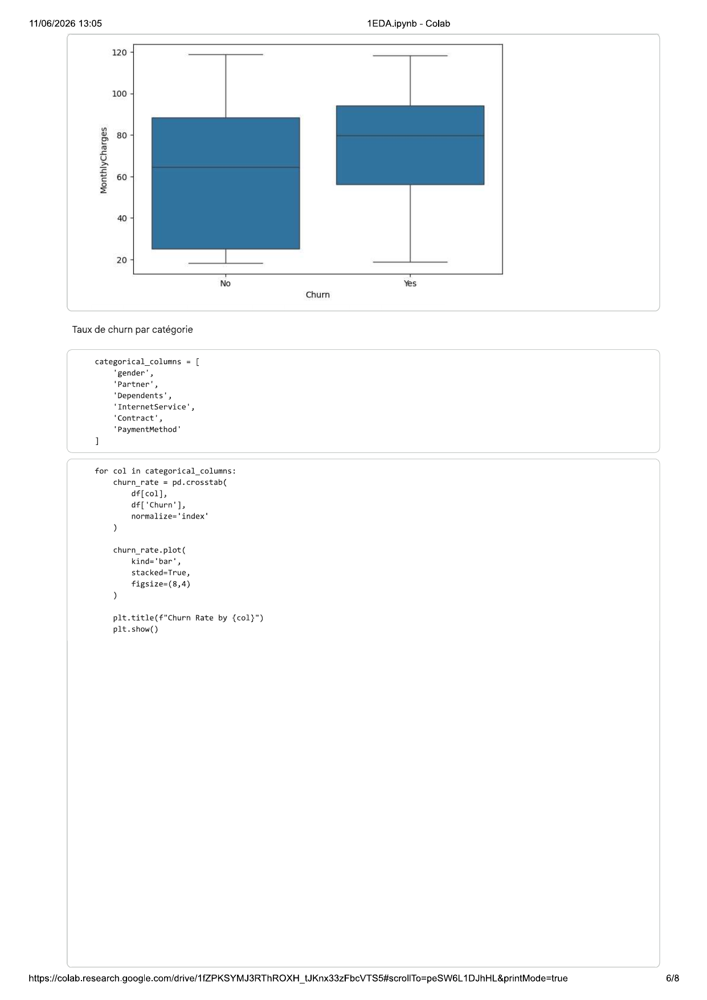 11/06/2026 13:05
1EDA.ipynb - Colab
120
100
80
60
40
20
MonthlyCharges
No
Yes
Churn
Taux de churn par catégorie
categorical_columns = [
    'gender',
    'Partner',
    'Dependents',
    'InternetService',
    'Contract',
    'PaymentMethod'
]
for col in categorical_columns:
    churn_rate = pd.crosstab(
        df[col],
        df['Churn'],
        normalize='index'
    )
    churn_rate.plot(
        kind='bar',
        stacked=True,
        figsize=(8,4)
    )
    plt.title(f"Churn Rate by {col}")
    plt.show()
https://colab.research.google.com/drive/1fZPKSYMJ3RThROXH_tJKnx33zFbcVTS5#scrollTo=peSW6L1DJhHL&printMode=true
6/8